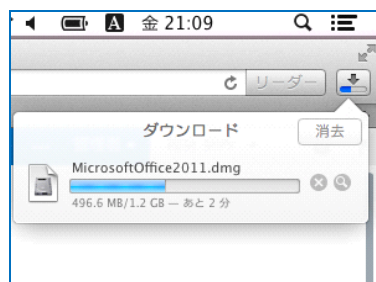 A 金 21:09
リーダー
ダウンロード
消去
MicrosoftOffice2011.dmg
496.6 MB/1.2 GB — あと 2 分